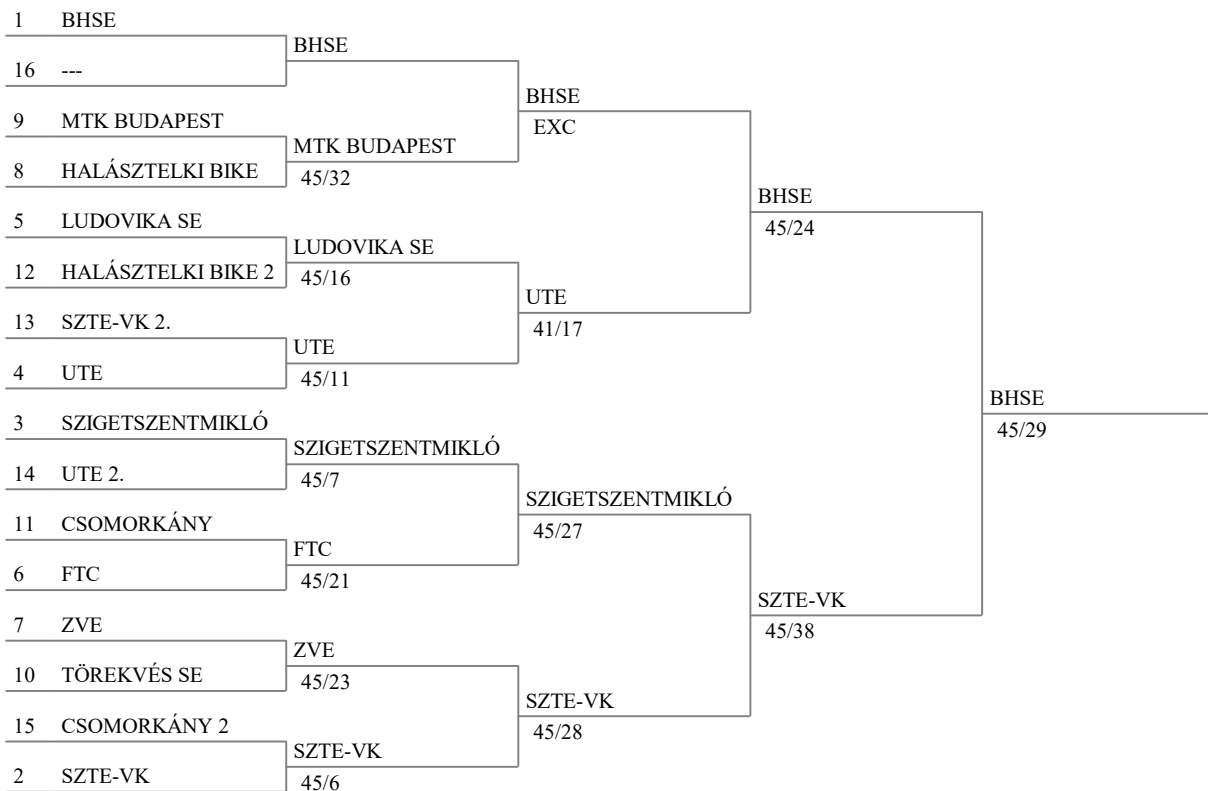 1 BHSE
BHSE
16 ---
BHSE
9 MTK BUDAPEST
EXC
MTK BUDAPEST
8 HALÁSZTELKI BIKE
45/32
BHSE
5 LUDOVIKA SE
45/24
LUDOVIKA SE
12 HALÁSZTELKI BIKE 2
45/16
UTE
13 SZTE-VK 2.
41/17
UTE
4 UTE
45/11
BHSE
3 SZIGETSZENTMIKLÓ
45/29
SZIGETSZENTMIKLÓ
14 UTE 2.
45/7
SZIGETSZENTMIKLÓ
11 CSOMORKÁNY
45/27
FTC
6 FTC
45/21
SZTE-VK
7 ZVE
45/38
ZVE
10 TÖREKVÉS SE
45/23
SZTE-VK
15 CSOMORKÁNY 2
45/28
SZTE-VK
2 SZTE-VK
45/6